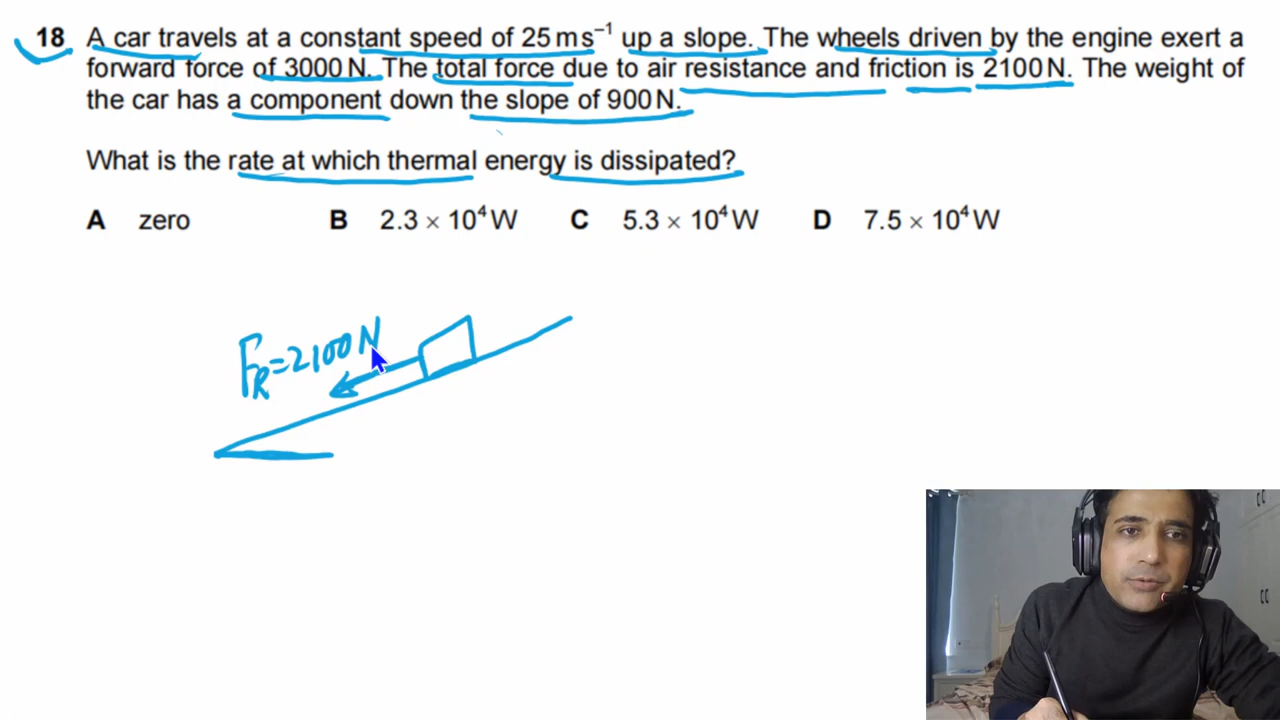 18 A car travels at a constant speed of 25 m s⁻¹ up a slope. The wheels driven by the engine exert a
forward force of 3000 N. The total force due to air resistance and friction is 2100 N. The weight of
the car has a component down the slope of 900 N.
What is the rate at which thermal energy is dissipated?
A zero B 2.3 × 10⁴ W C 5.3 × 10⁴ W D 7.5 × 10⁴ W
F_R = 2100 N